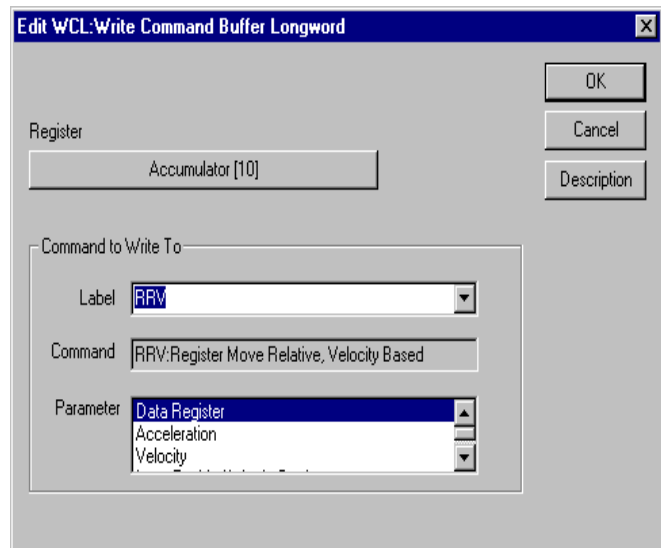 Edit WCL:Write Command Buffer Longword
OK
Register
Cancel
Accumulator [10]
Description
Command to Write To
Label RRV
Command RRV:Register Move Relative, Velocity Based
Parameter Data Register
Acceleration
Velocity